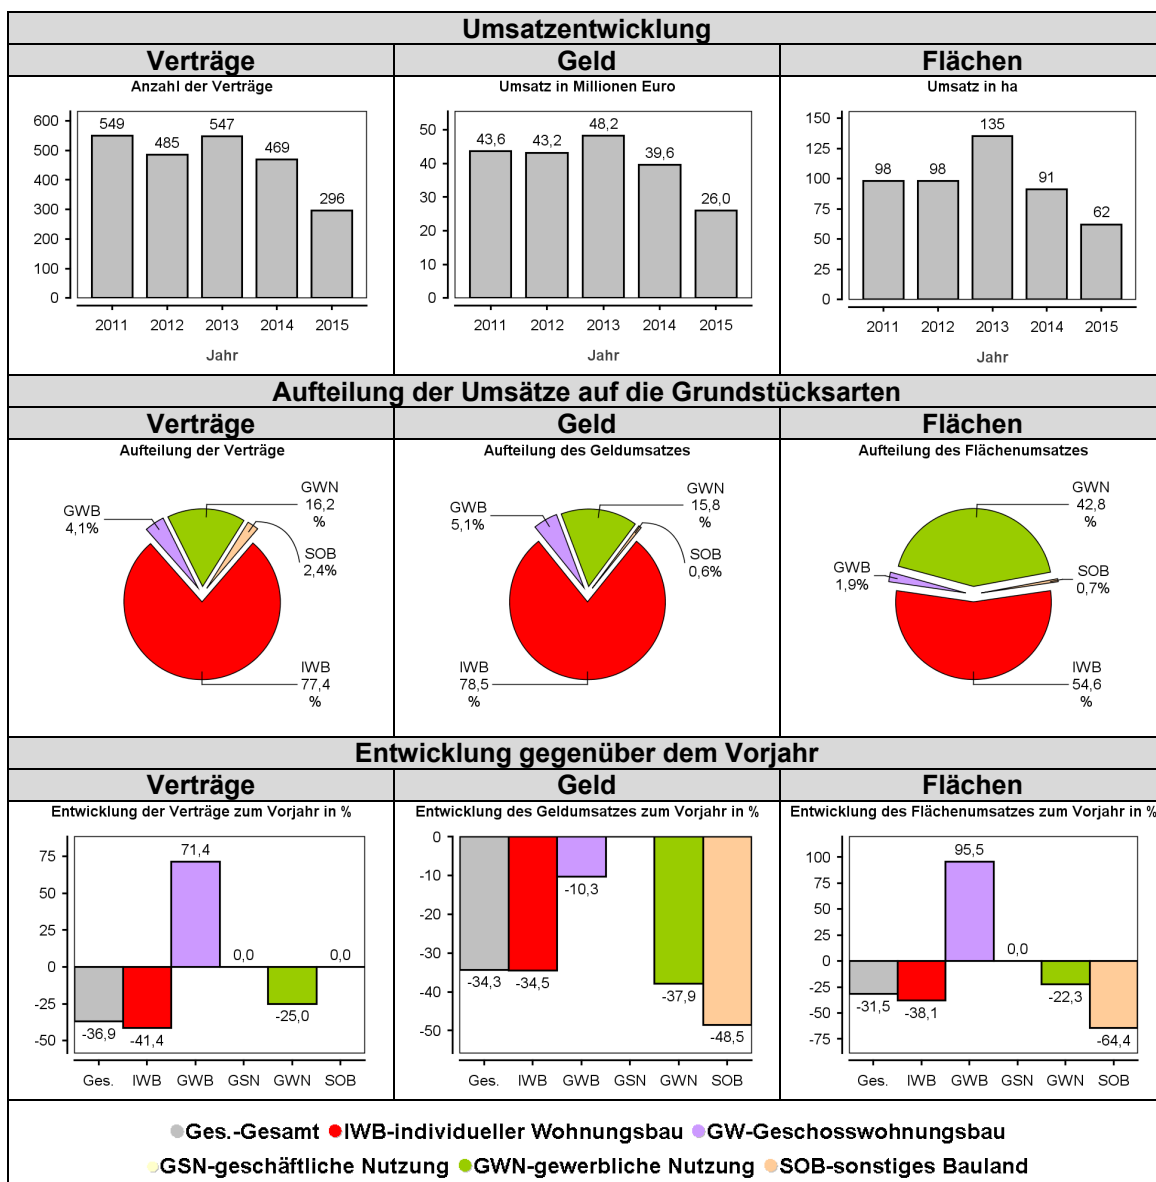 Umsatzentwicklung
Verträge Geld Flächen
Anzahl der Verträge
600
500
400
300
200
100
0
549
485
547
469
296
2011 2012 2013 2014 2015
Jahr
Umsatz in Millionen Euro
50
40
30
20
10
0
43,6
43,2
48,2
39,6
26,0
2011 2012 2013 2014 2015
Jahr
Umsatz in ha
150
125
100
75
50
25
0
98
98
135
91
62
2011 2012 2013 2014 2015
Jahr
Aufteilung der Umsätze auf die Grundstücksarten
Verträge Geld Flächen
Aufteilung der Verträge
GWN
16,2
%
GWB
4,1%
SOB
2,4%
IWB
77,4
%
Aufteilung des Geldumsatzes
GWN
15,8
%
GWB
5,1%
SOB
0,6%
IWB
78,5
%
Aufteilung des Flächenumsatzes
GWN
42,8
%
GWB
1,9%
SOB
0,7%
IWB
54,6
%
Entwicklung gegenüber dem Vorjahr
Verträge Geld Flächen
Entwicklung der Verträge zum Vorjahr in %
75
50
25
0
-25
-50
-36,9
-41,4
71,4
0,0
-25,0
0,0
Ges. IWB GWB GSN GWN SOB
Entwicklung des Geldumsatzes zum Vorjahr in %
0
-10
-20
-30
-40
-50
-34,3
-34,5
-10,3
-37,9
-48,5
Ges. IWB GWB GSN GWN SOB
Entwicklung des Flächenumsatzes zum Vorjahr in %
100
75
50
25
0
-25
-50
-75
-31,5
-38,1
95,5
0,0
-22,3
-64,4
Ges. IWB GWB GSN GWN SOB
Ges.-Gesamt IWB-individueller Wohnungsbau GW-Geschosswohnungsbau
GSN-geschäftliche Nutzung GWN-gewerbliche Nutzung SOB-sonstiges Bauland